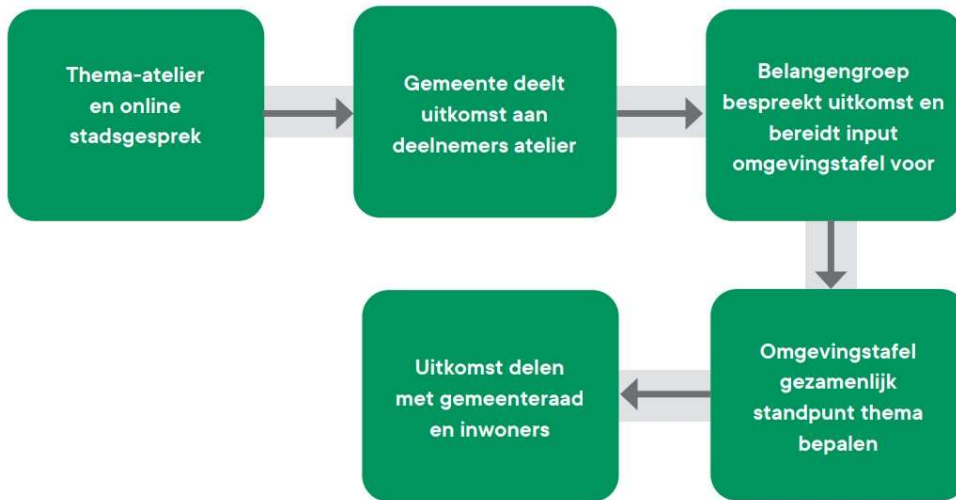 Thema-atelier
en online
stadsgesprek
Gemeente deelt
uitkomst aan
deelnemers atelier
Belangengroep
bespreekt uitkomst en
bereidt input
omgevingstafel voor
Omgevingstafel
gezamenlijk
standpunt thema
bepalen
Uitkomst delen
met gemeenteraad
en inwoners